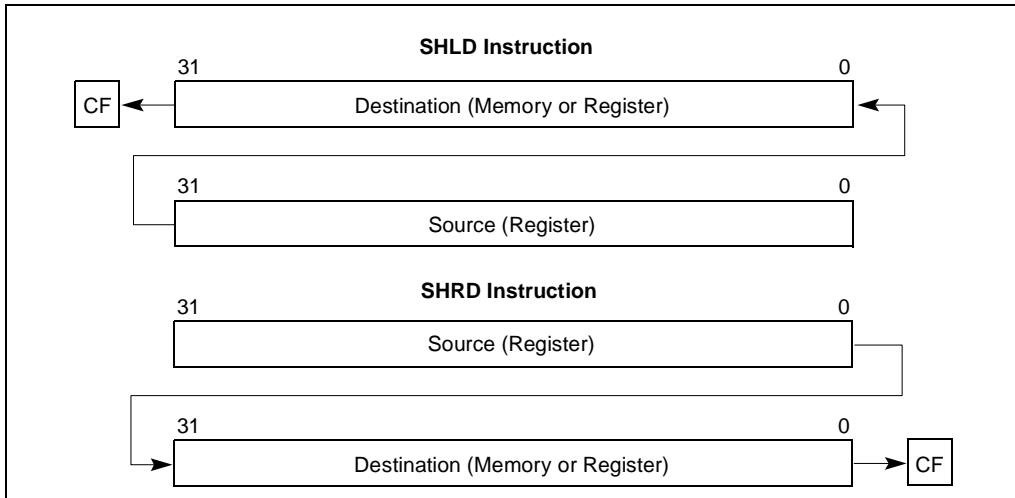 SHLD Instruction
31 0
CF Destination (Memory or Register)
31 0
Source (Register)
SHRD Instruction
31 0
Source (Register)
31 0
Destination (Memory or Register) CF